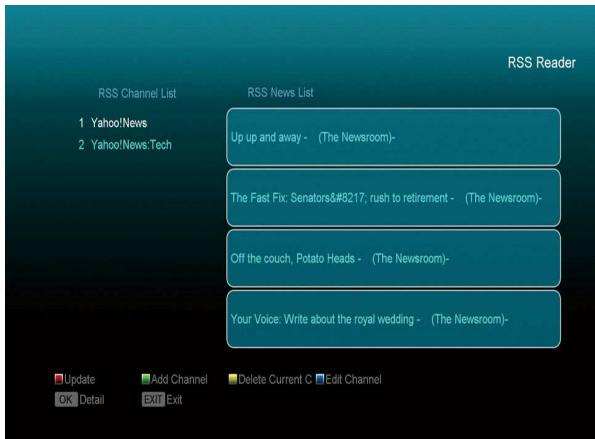 RSS Reader
RSS Channel List
RSS News List
1 Yahoo!News
2 Yahoo!News:Tech
Up up and away - (The Newsroom)-
The Fast Fix: Senators&#8217; rush to retirement - (The Newsroom)-
Off the couch, Potato Heads - (The Newsroom)-
Your Voice: Write about the royal wedding - (The Newsroom)-
Update Add Channel Delete Current C Edit Channel
OK Detail EXIT Exit